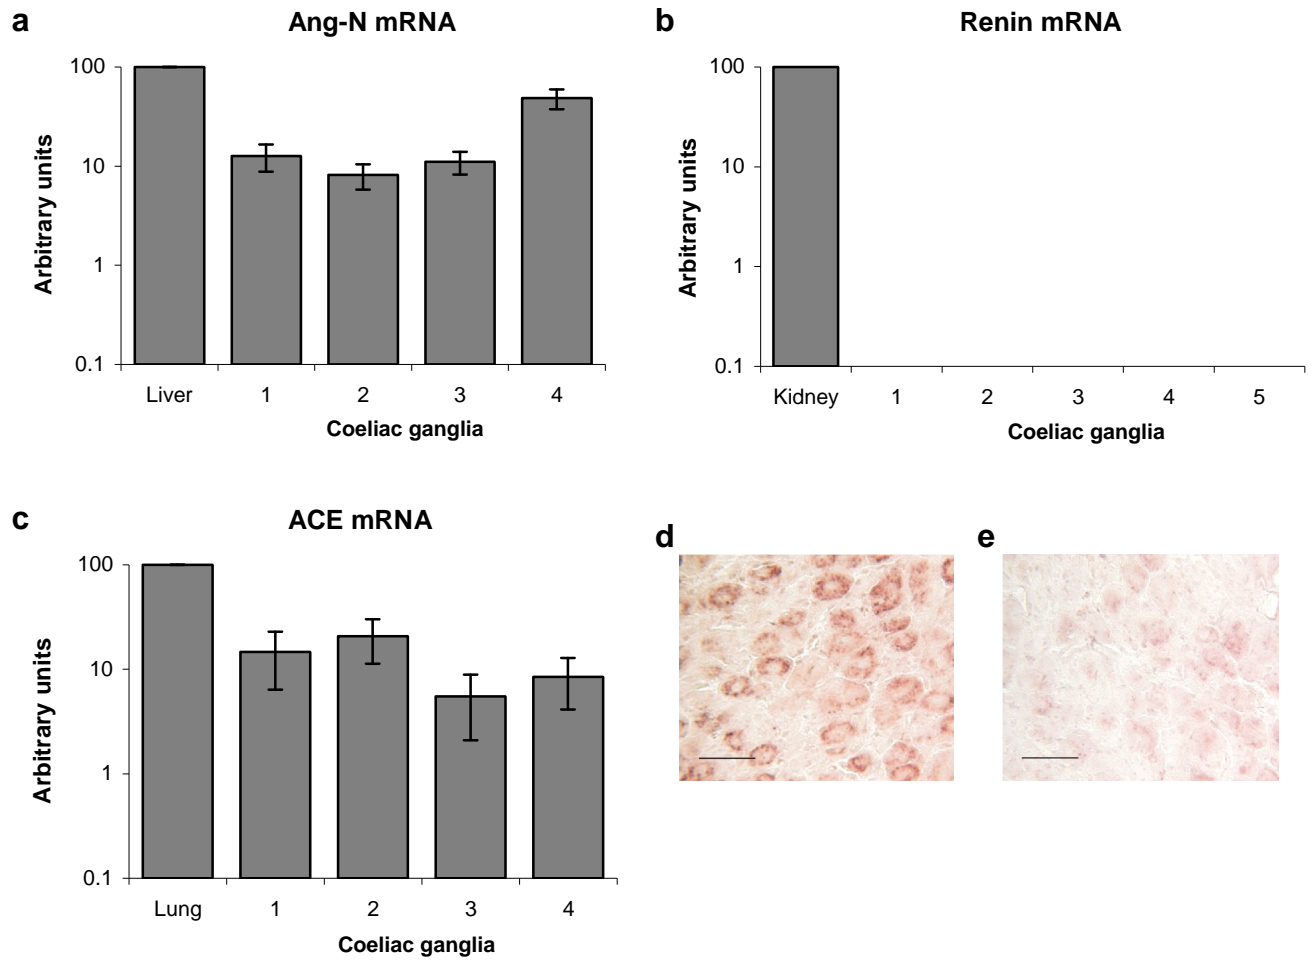 a
Ang-N mRNA
100
10
1
0.1
Arbitrary units
Liver 1 2 3 4
Coeliac ganglia
b
Renin mRNA
100
10
1
0.1
Arbitrary units
Kidney 1 2 3 4 5
Coeliac ganglia
c
ACE mRNA
100
10
1
0.1
Arbitrary units
Lung 1 2 3 4
Coeliac ganglia
d
e